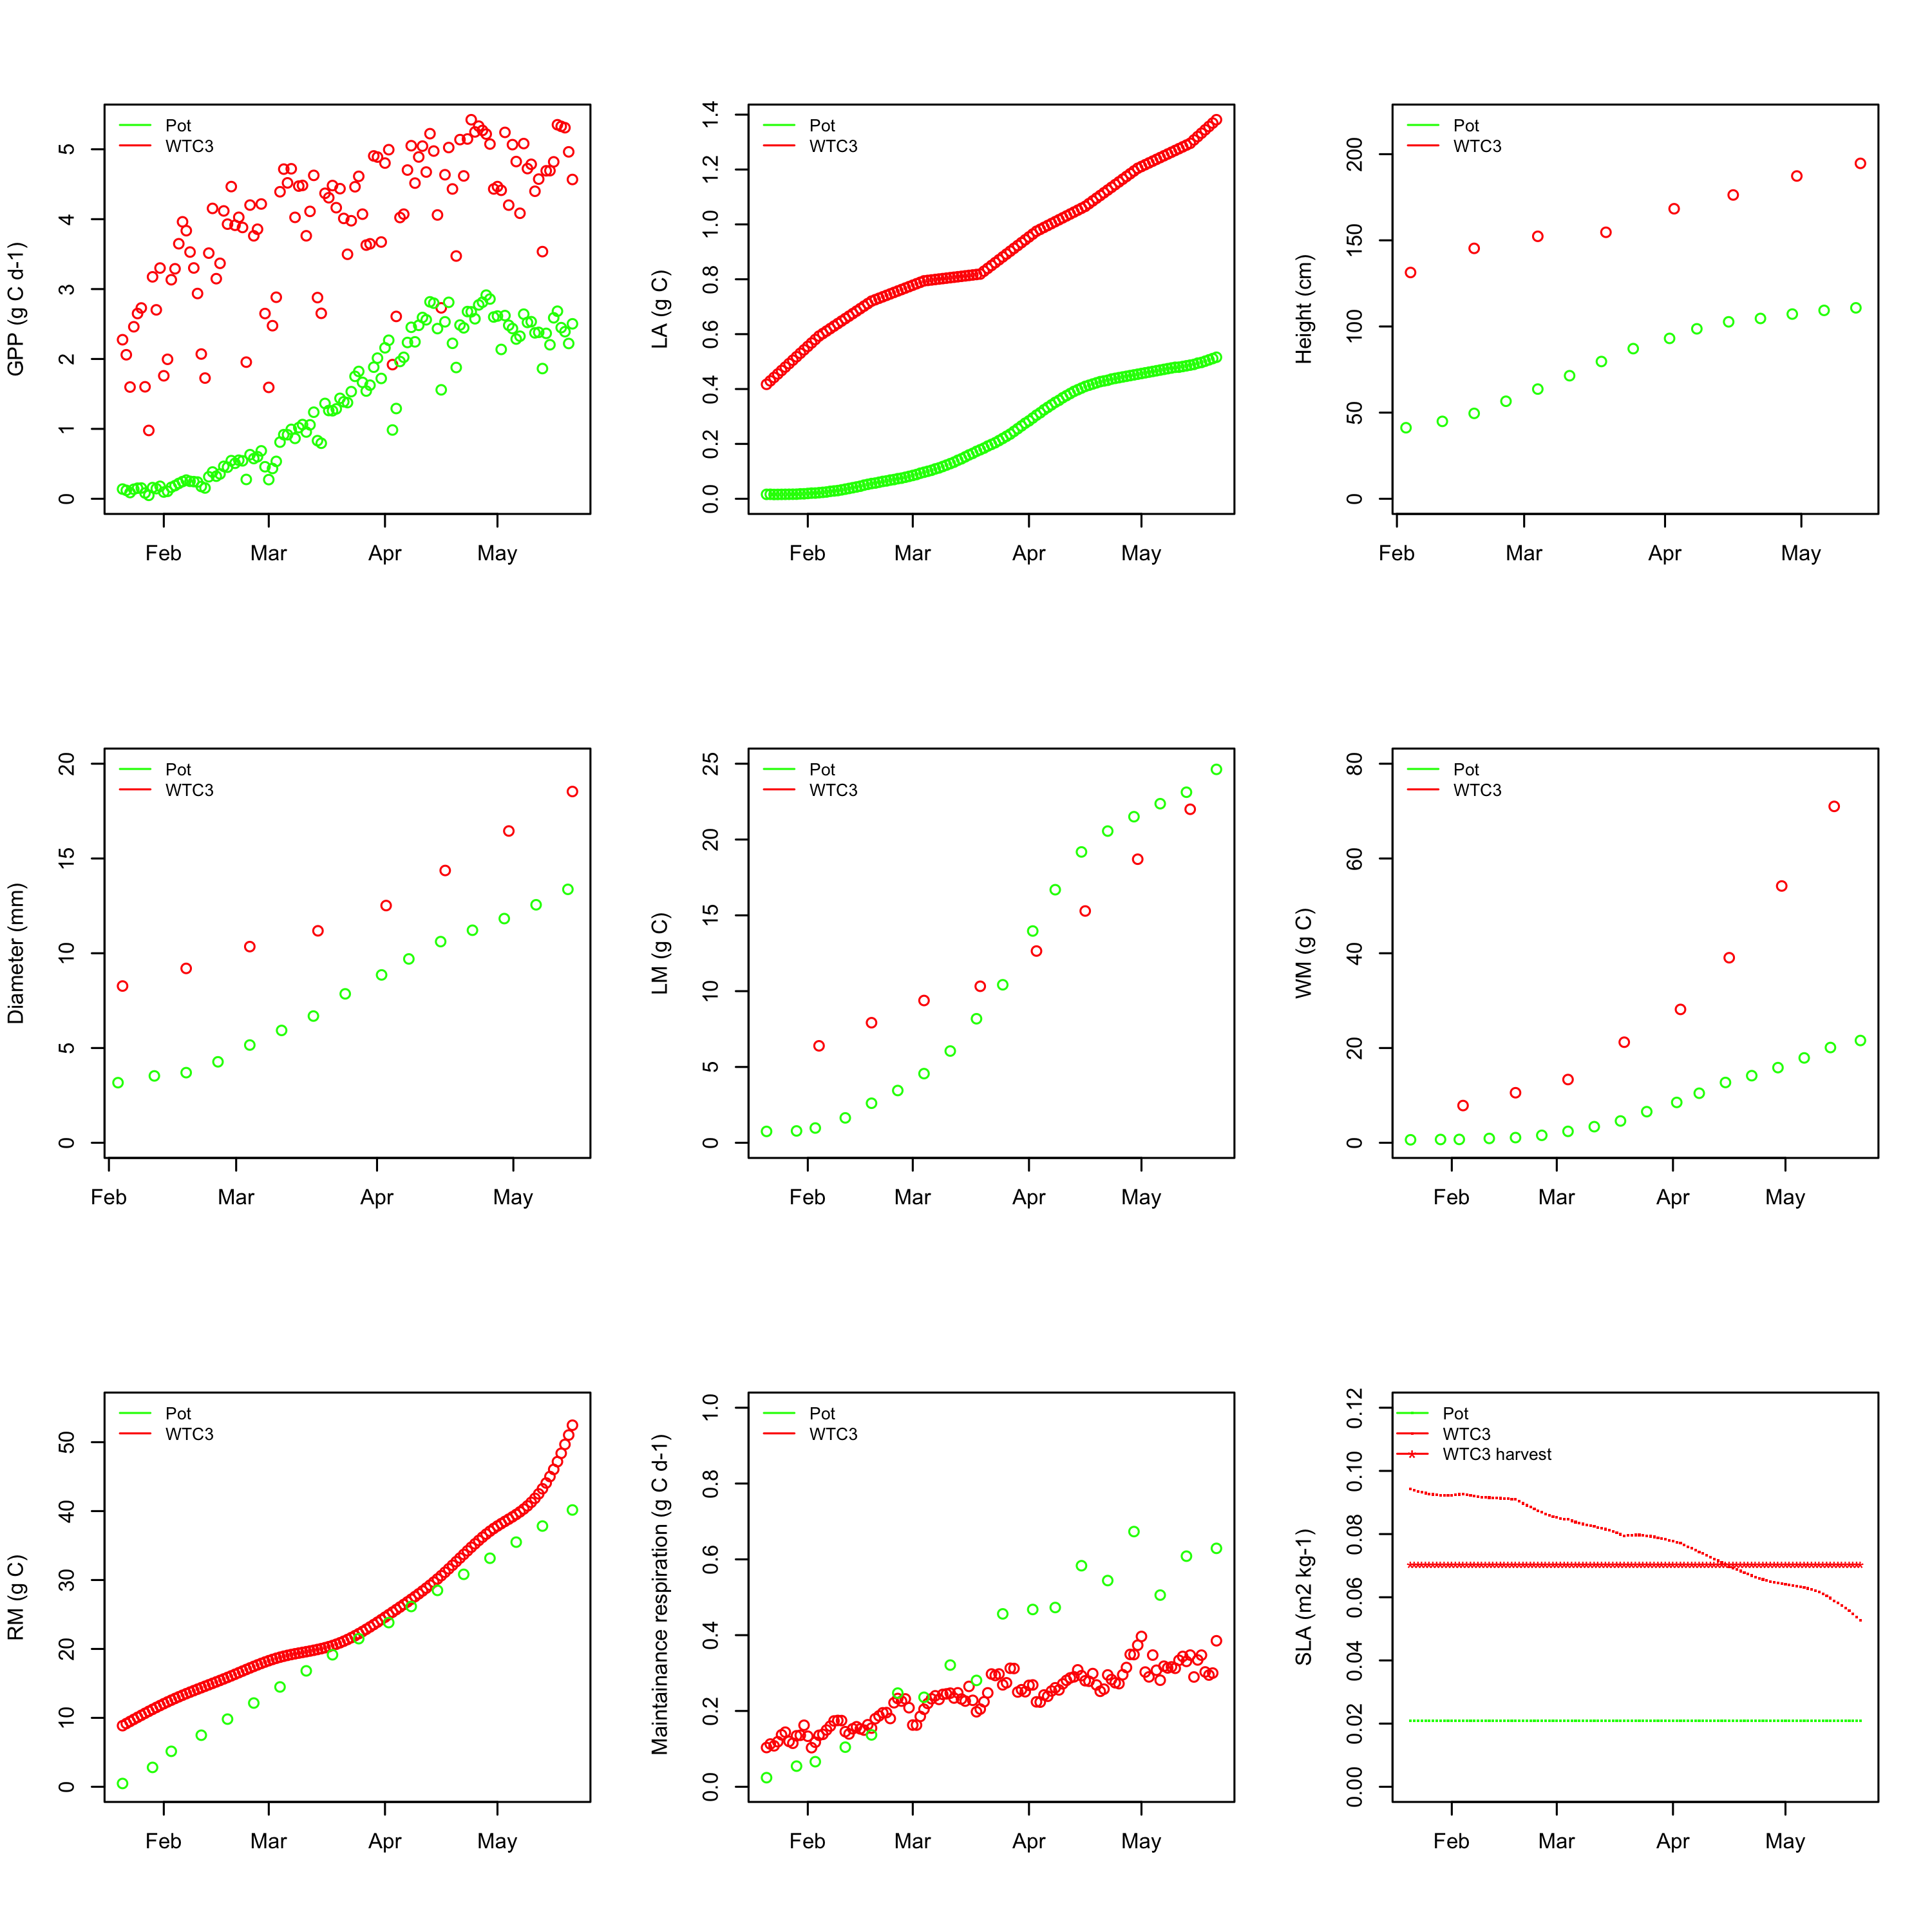 GPP (g C d-1)
5
4
3
2
1
0
Pot
WTC3
Feb Mar Apr May
LA (g C)
1.4
1.2
1.0
0.8
0.6
0.4
0.2
0.0
Pot
WTC3
Feb Mar Apr May
Height (cm)
200
150
100
50
0
Pot
WTC3
Feb Mar Apr May
Diameter (mm)
20
15
10
5
0
Pot
WTC3
Feb Mar Apr May
LM (g C)
25
20
15
10
5
0
Pot
WTC3
Feb Mar Apr May
WM (g C)
80
60
40
20
0
Pot
WTC3
Feb Mar Apr May
RM (g C)
50
40
30
20
10
0
Pot
WTC3
Feb Mar Apr May
Maintainance respiration (g C d-1)
1.0
0.8
0.6
0.4
0.2
0.0
Pot
WTC3
Feb Mar Apr May
SLA (m2 kg-1)
0.12
0.10
0.08
0.06
0.04
0.02
0.00
Pot
WTC3
WTC3 harvest
Feb Mar Apr May